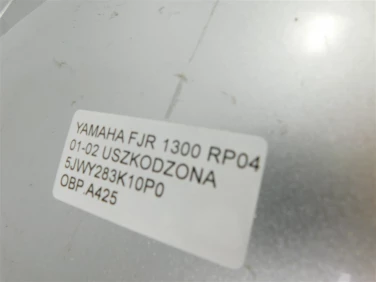 YAMAHA FJR 1300 RP04
01-02 USZKODZONA
5JWY283K10P0
OBP.A425